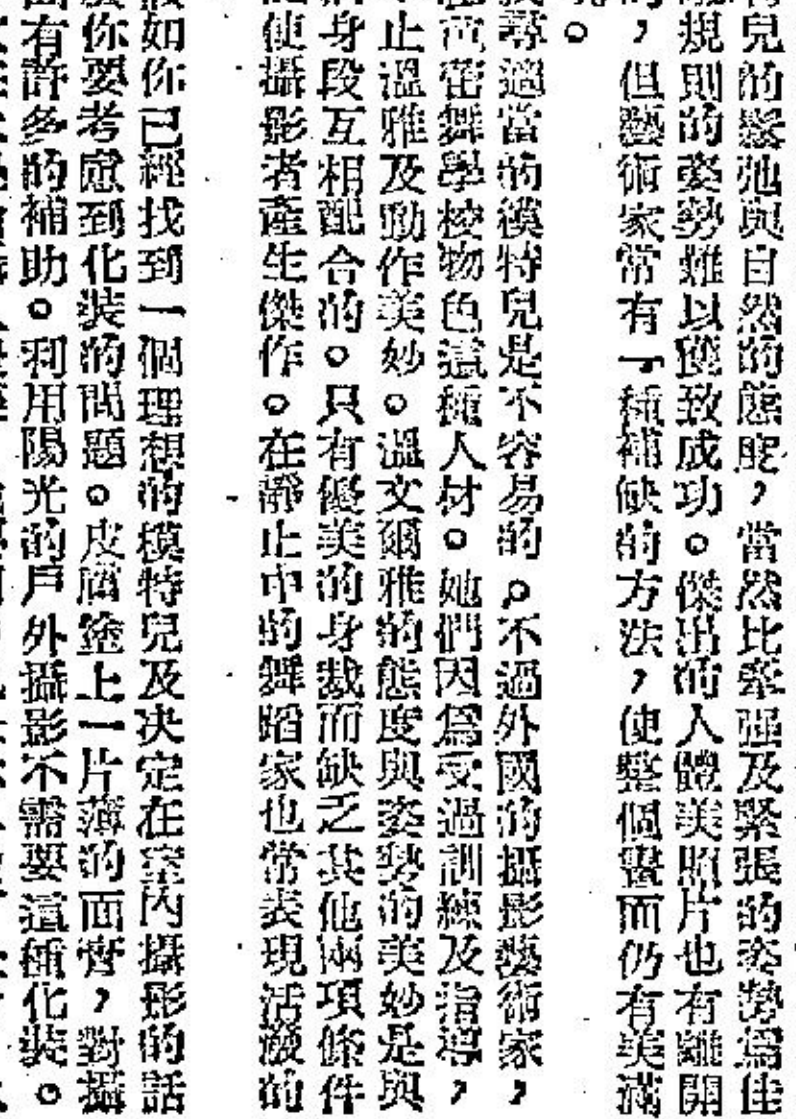 兒的鬆弛與自然的態度，當然比牽强及緊張的姿勢爲佳
規則的姿勢難以獲致成功。傑出的人體美照片也有離開
，但藝術家常有一種補缺的方法，使整個畫面仍有美滿
。
尋適當的模特兒是不容易的。不過外國的攝影藝術家，
舞學校物色這種人材。她們因爲受過訓練及指導，
止溫雅及動作美妙。溫文爾雅的態度與姿勢的美妙是與
身段互相配合的。只有優美的身裁而缺乏其他兩項條件
使攝影者產生傑作。在靜止中的舞蹈家也常表現活潑的
如你已經找到一個理想的模特兒及決定在室內攝影的話
你要考慮到化裝的問題。皮膚塗上一片薄的面膏，對攝
有許多的補助。利用陽光的戶外攝影不需要這種化裝。